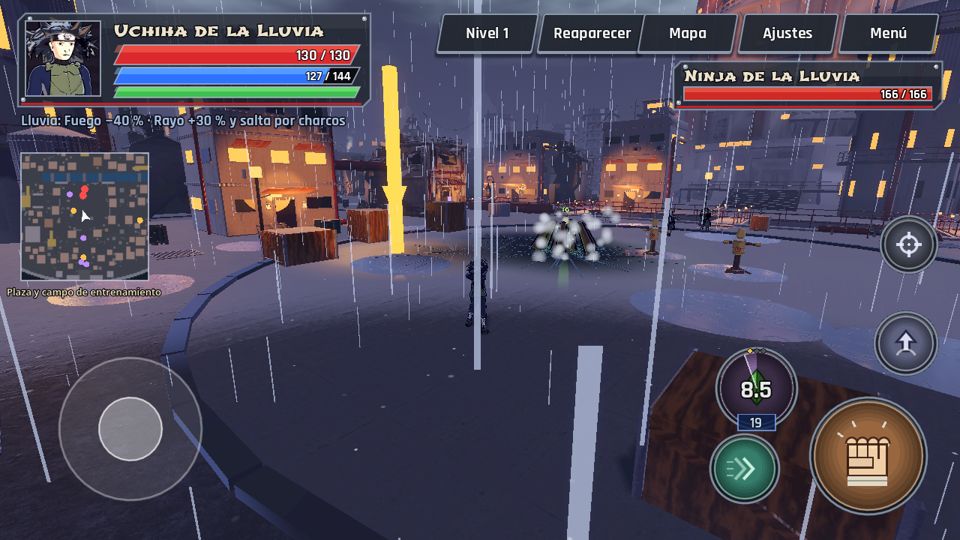 Uchiha de la Lluvia
130 / 130
127 / 144
Lluvia: Fuego −40 % · Rayo +30 % y salta por charcos
Nivel 1
Reaparecer
Mapa
Ajustes
Menú
Ninja de la Lluvia
166 / 166
Plaza y campo de entrenamiento
8.5
19